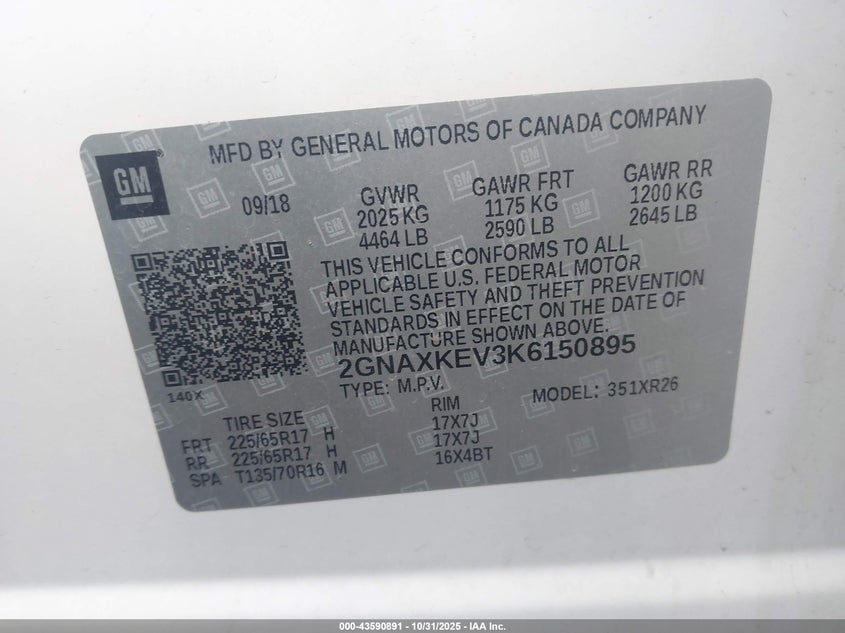 MFD BY GENERAL MOTORS OF CANADA COMPANY
GM
09/18
GVWR GAWR FRT GAWR RR
2025 KG 1175 KG 1200 KG
4464 LB 2590 LB 2645 LB
THIS VEHICLE CONFORMS TO ALL
APPLICABLE U.S. FEDERAL MOTOR
VEHICLE SAFETY AND THEFT PREVENTION
STANDARDS IN EFFECT ON THE DATE OF
MANUFACTURE SHOWN ABOVE.
2GNAXKEV3K6150895
TYPE: M.P.V. MODEL: 351XR26
140X
TIRE SIZE RIM
FRT 225/65R17 H 17X7J
RR 225/65R17 H 17X7J
SPA T135/70R16 M 16X4BT
000-43590891 - 10/31/2025 - IAA Inc.